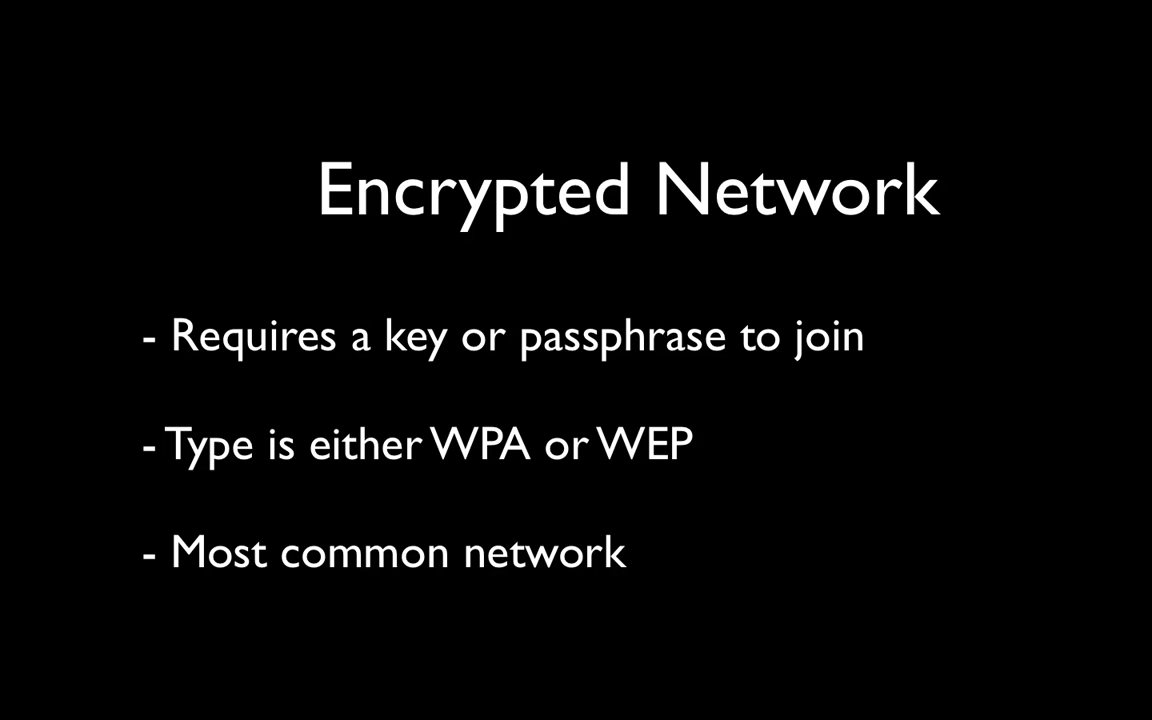 Encrypted Network
- Requires a key or passphrase to join
- Type is either WPA or WEP
- Most common network